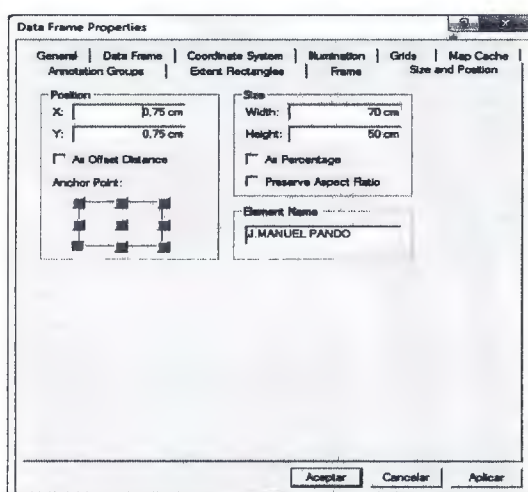 Data Frame Properties
General | Data Frame | Coordinate System | Illumination | Grids | Map Cache
Annotation Groups | Extent Rectangles | Frame | Size and Position
Position
X: 0.75 cm
Y: 0.75 cm
As Offset Distance
Anchor Point:
Size
Width: 70 cm
Height: 50 cm
As Percentage
Preserve Aspect Ratio
Element Name
J.MANUEL PANDO
Aceptar Cancelar Aplicar